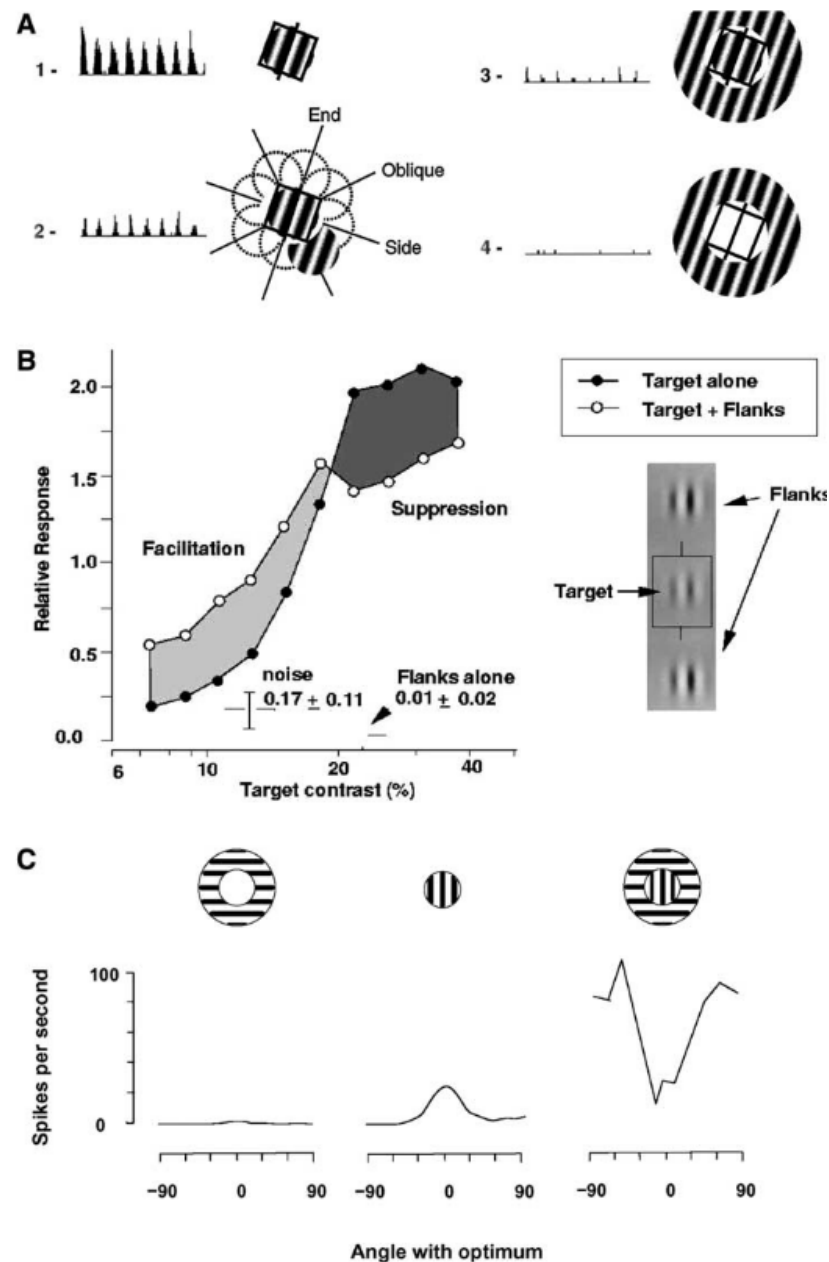 A
1 -
End
Oblique
Side
2 -
3 -
4 -
B
2.0
1.5
1.0
0.5
0.0
Relative Response
Facilitation
Suppression
noise
0.17 ± 0.11
Flanks alone
0.01 ± 0.02
6 10 20 40
Target contrast (%)
Target alone
Target + Flanks
Flanks
Target
C
100
0
Spikes per second
−90 0 90
−90 0 90
−90 0 90
Angle with optimum